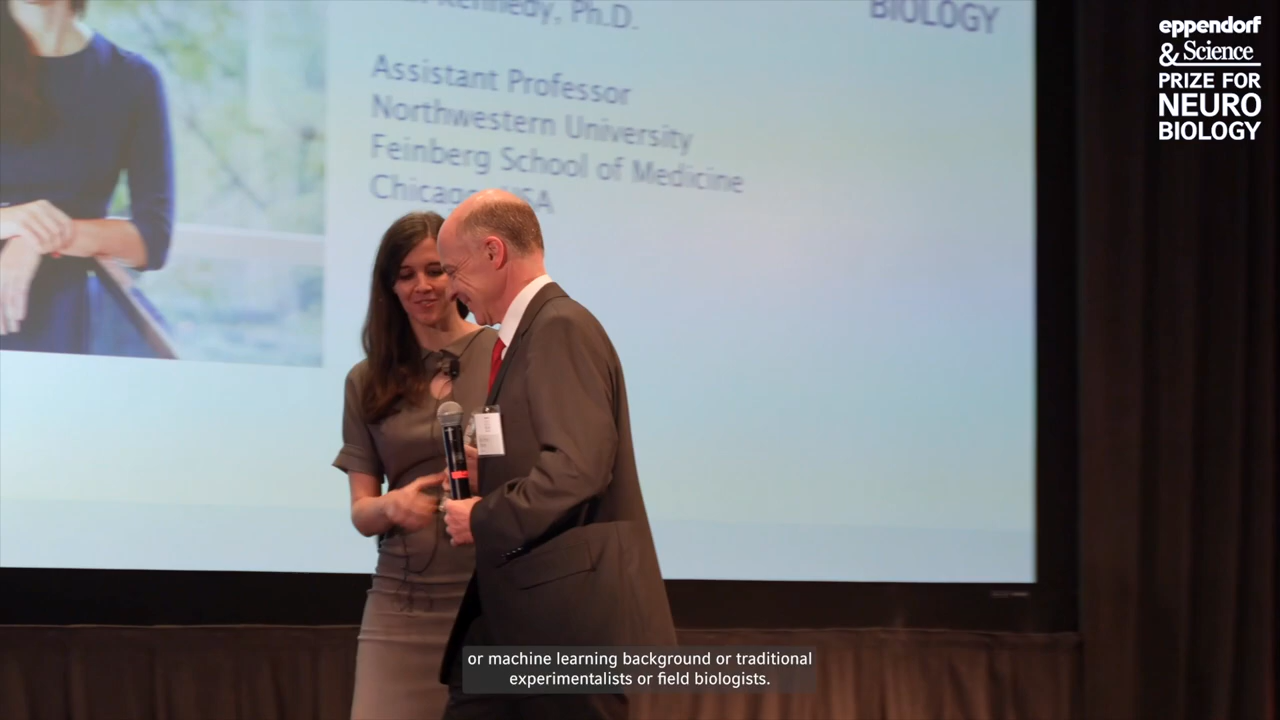 Kennedy, Ph.D.
BIOLOGY
Assistant Professor
Northwestern University
Feinberg School of Medicine
Chicago, USA
eppendorf
& Science
PRIZE FOR
NEURO
BIOLOGY
or machine learning background or traditional
experimentalists or field biologists.